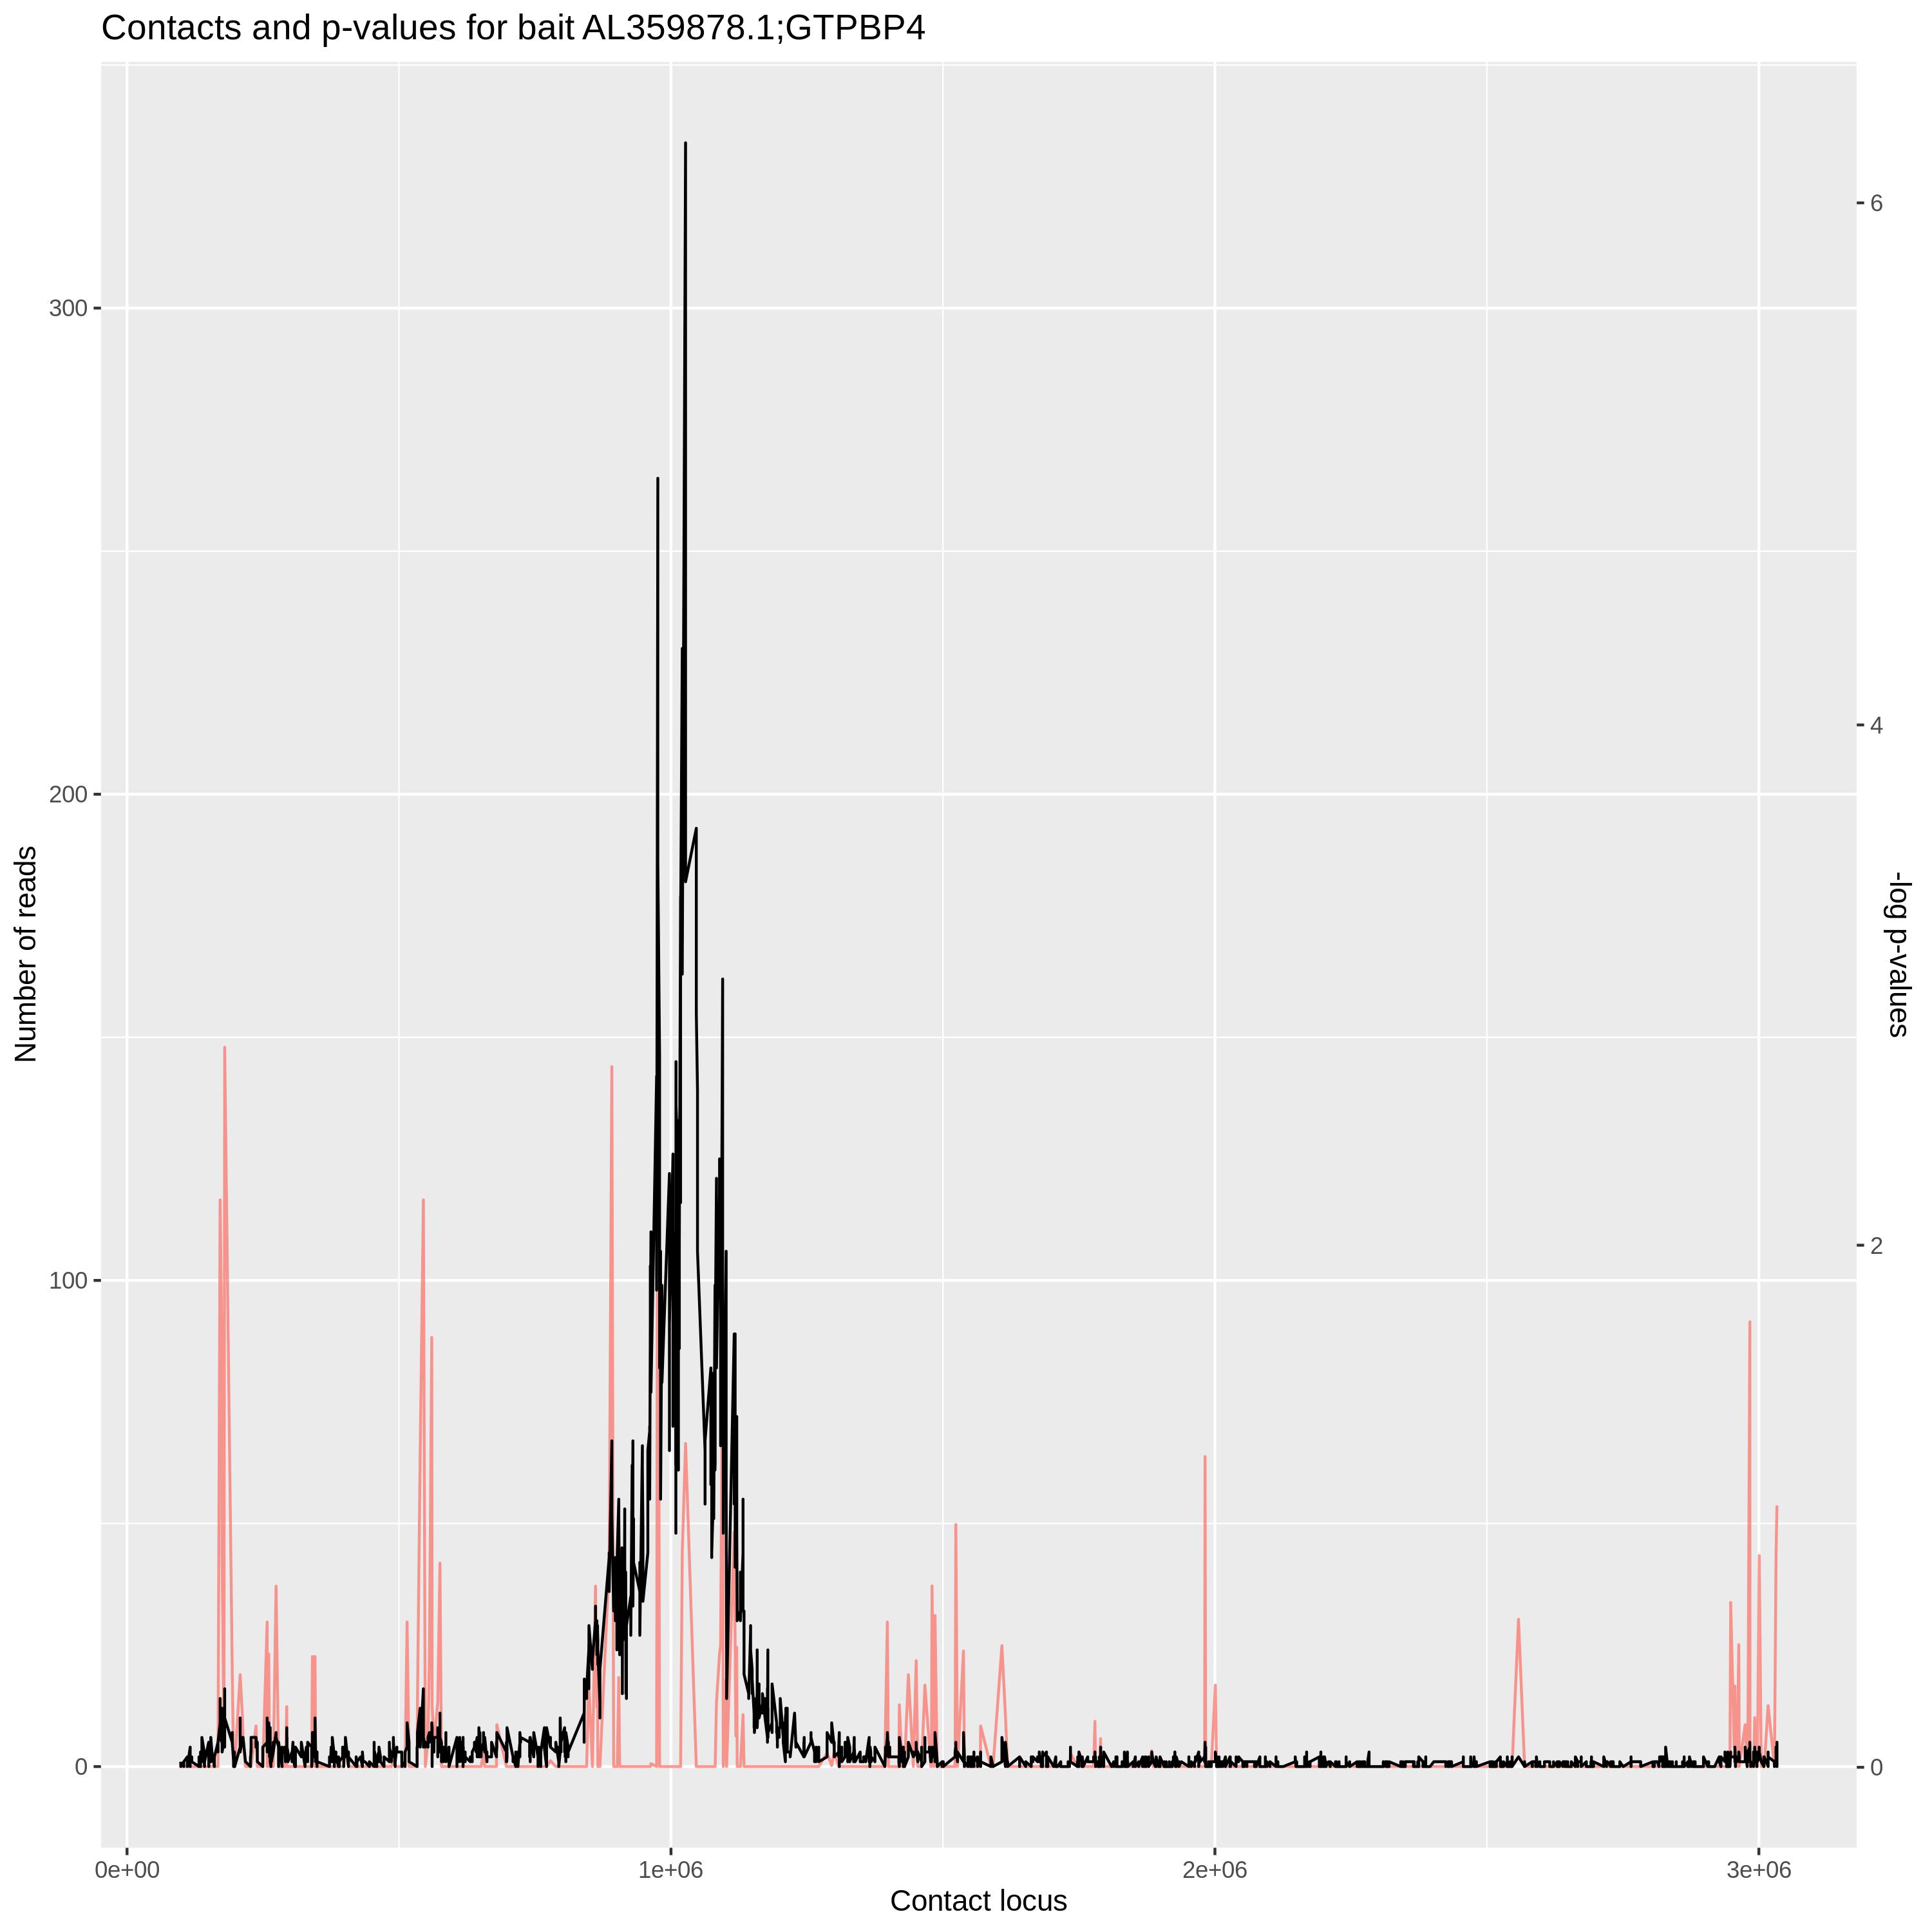 Contacts and p-values for bait AL359878.1;GTPBP4
Number of reads
300
200
100
0
6
4
2
0
-log p-values
0e+00
1e+06
2e+06
3e+06
Contact locus